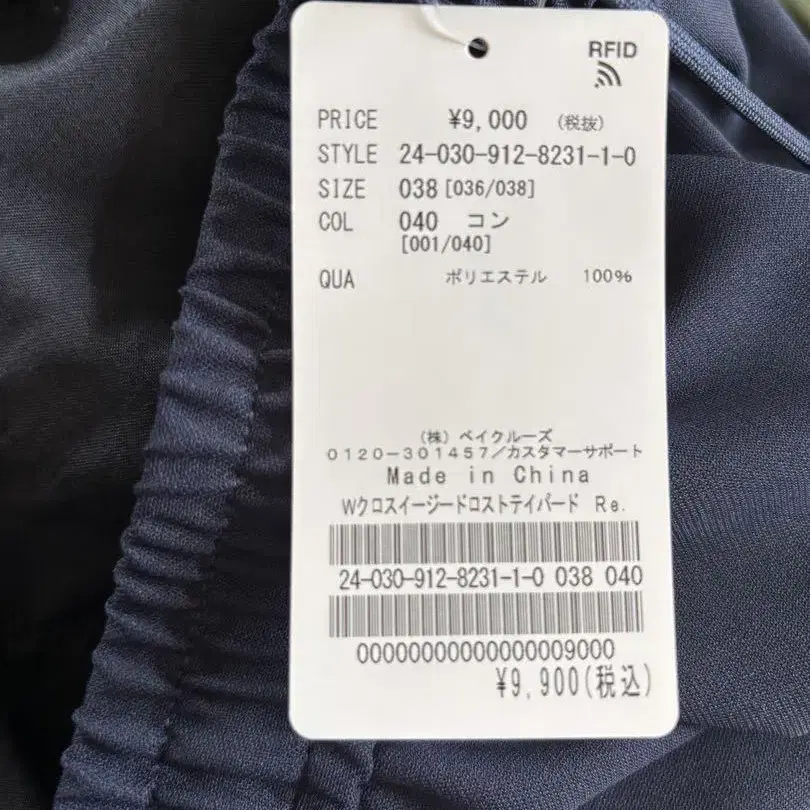 RFID
PRICE ¥9,000 (税抜)
STYLE 24-030-912-8231-1-0
SIZE 038 [036/038]
COL 040 コン
[001/040]
QUA ポリエステル 100%
(株) ベイクルーズ
0120-301457/カスタマーサポート
Made in China
Wクロスイージードロストテイパード Re.
24-030-912-8231-1-0 038 040
00000000000000009000
¥9,900(税込)